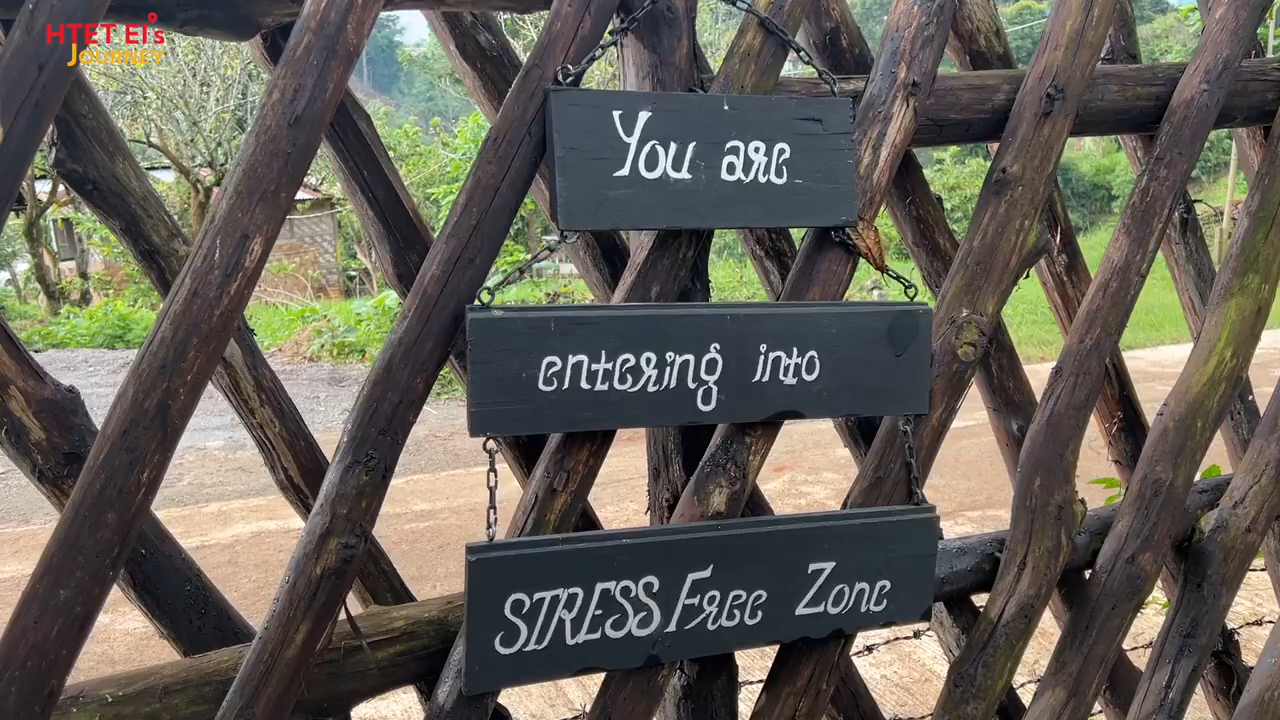 HTET EI's
JOURNEY
You are
entering into
STRESS Free Zone